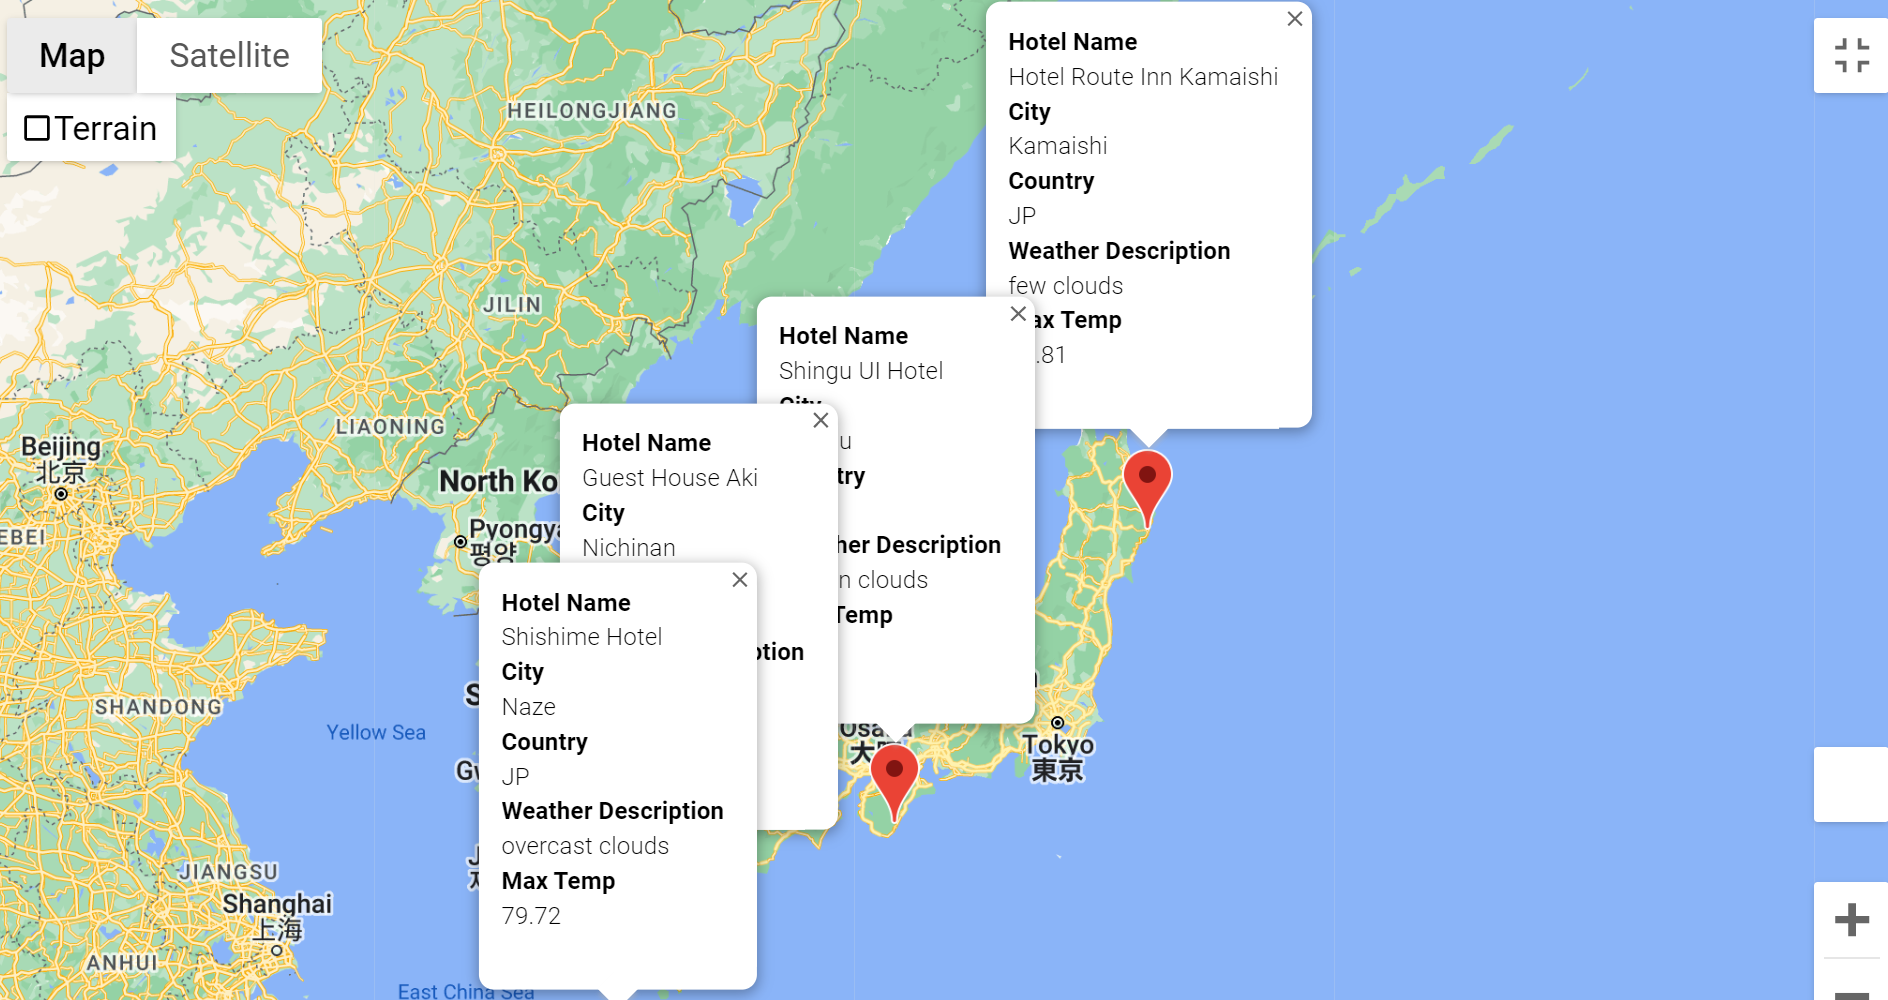 Map
Satellite
Terrain
HEILONGJIANG
JILIN
LIAONING
Beijing
北京
EBEI
North Ko
Pyongya
평양
SHANDONG
Yellow Sea
JIANGSU
Shanghai
上海
ANHUI
East China Sea
Osaka
Tokyo
東京
Hotel Name
Hotel Route Inn Kamaishi
City
Kamaishi
Country
JP
Weather Description
few clouds
ax Temp
.81
Hotel Name
Shingu UI Hotel
City
u
try
her Description
n clouds
Temp
Hotel Name
Guest House Aki
City
Nichinan
ption
Hotel Name
Shishime Hotel
City
Naze
Country
JP
Weather Description
overcast clouds
Max Temp
79.72